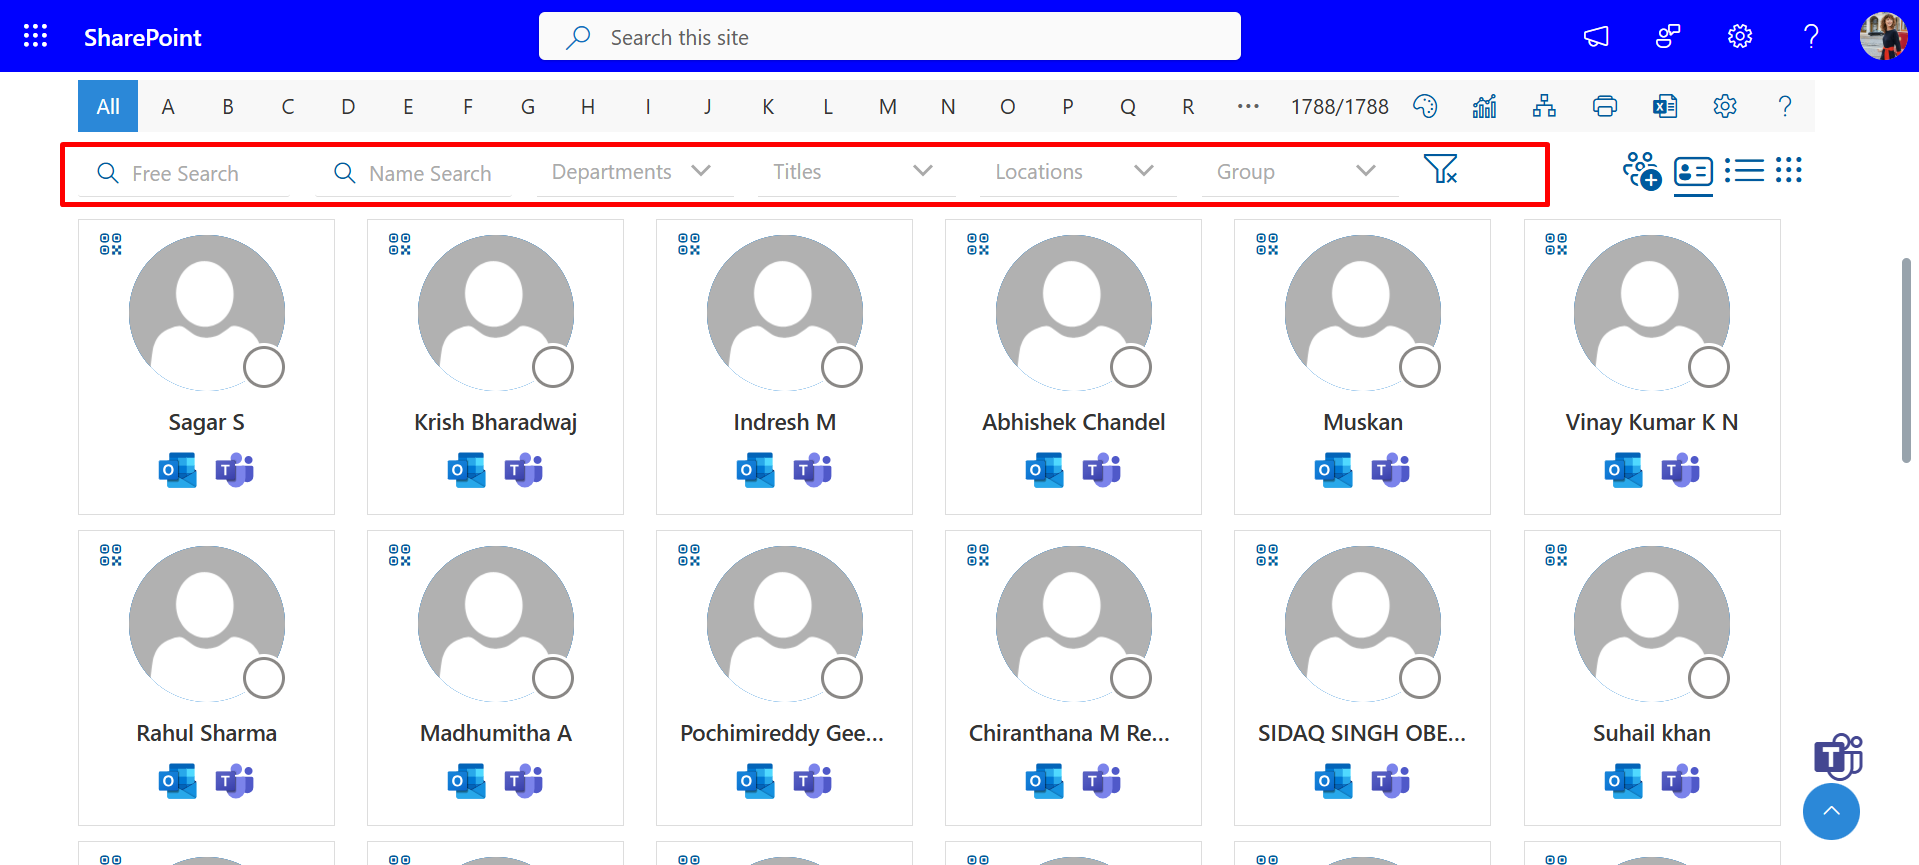 SharePoint
Search this site
All A B C D E F G H I J K L M N O P Q R ... 1788/1788
Free Search Name Search Departments Titles Locations Group
Sagar S Krish Bharadwaj Indresh M Abhishek Chandel Muskan Vinay Kumar K N
Rahul Sharma Madhumitha A Pochimireddy Gee... Chiranthana M Re... SIDAQ SINGH OBE... Suhail khan